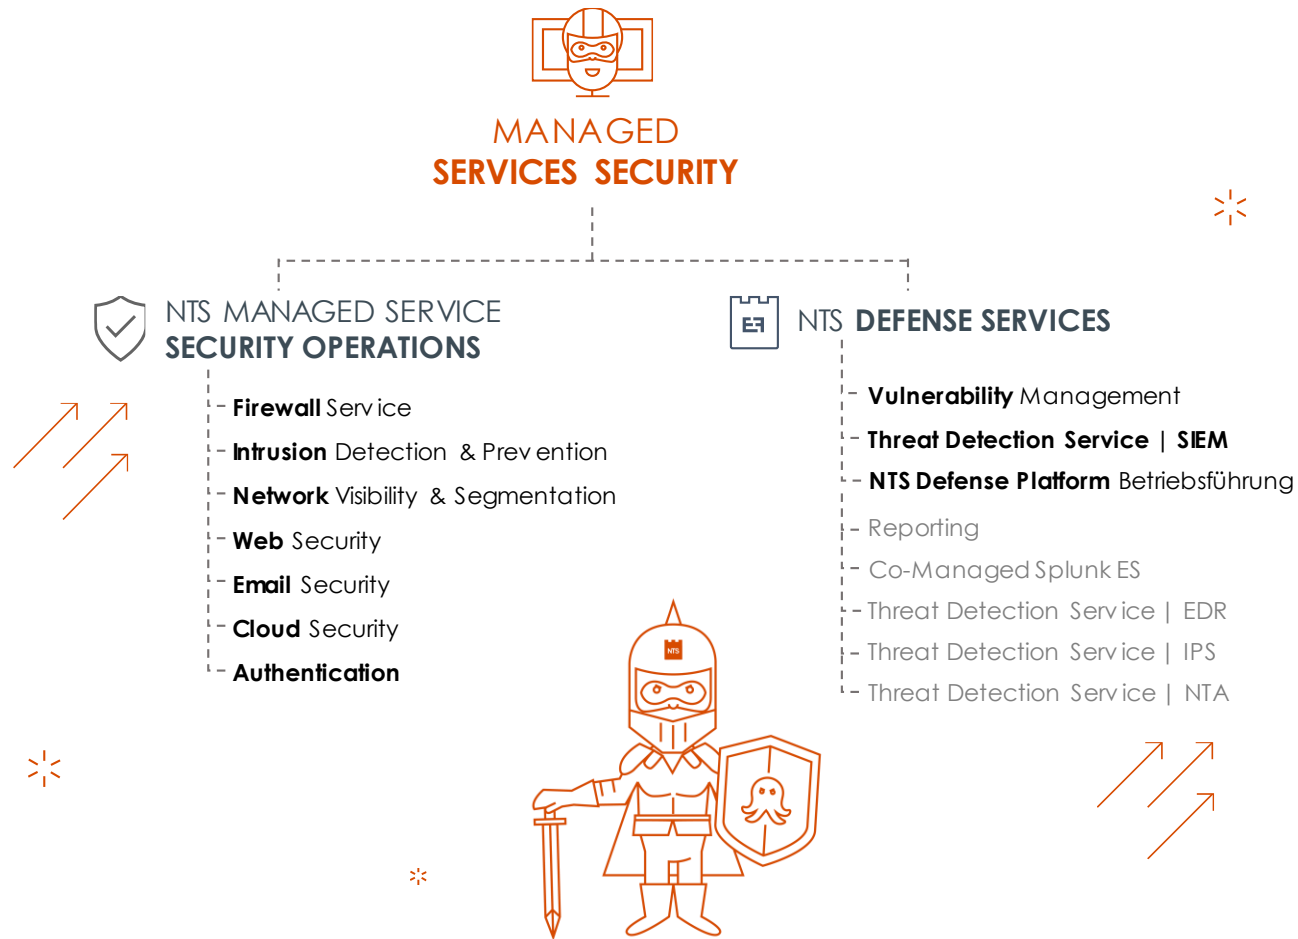 MANAGED
SERVICES SECURITY
NTS MANAGED SERVICE
SECURITY OPERATIONS
Firewall Service
Intrusion Detection & Prevention
Network Visibility & Segmentation
Web Security
Email Security
Cloud Security
Authentication
NTS DEFENSE SERVICES
Vulnerability Management
Threat Detection Service | SIEM
NTS Defense Platform Betriebsführung
Reporting
Co-Managed Splunk ES
Threat Detection Service | EDR
Threat Detection Service | IPS
Threat Detection Service | NTA
NTS